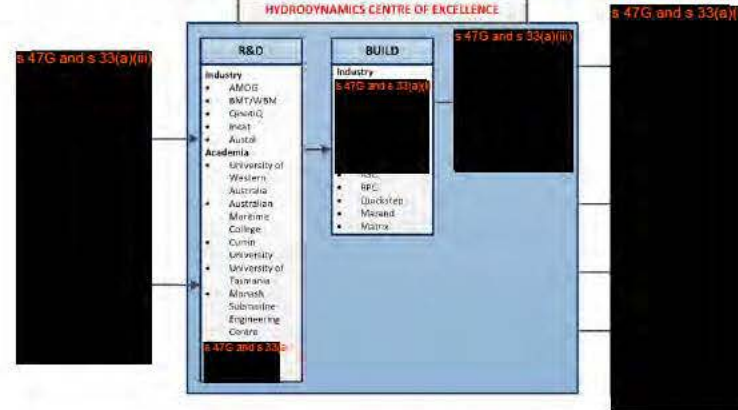 HYDRODYNAMICS CENTRE OF EXCELLENCE
s 47G and s 33(a)(iii)
R&D
Industry
• AMOG
• BMT/WBM
• QinetiQ
• Incat
• Austal
Academia
• University of
Western
Australia
• Australian
Maritime
College
• Curtin
University
• University of
Tasmania
• Monash
Submarine
Engineering
Centre
s 47G and s 33(a
BUILD
Industry
s 47G and s 33(a)(i
• ASC
• RPC
• Quickstep
• Marand
• Matrix
s 47G and s 33(a)(iii)
s 47G and s 33(a)(